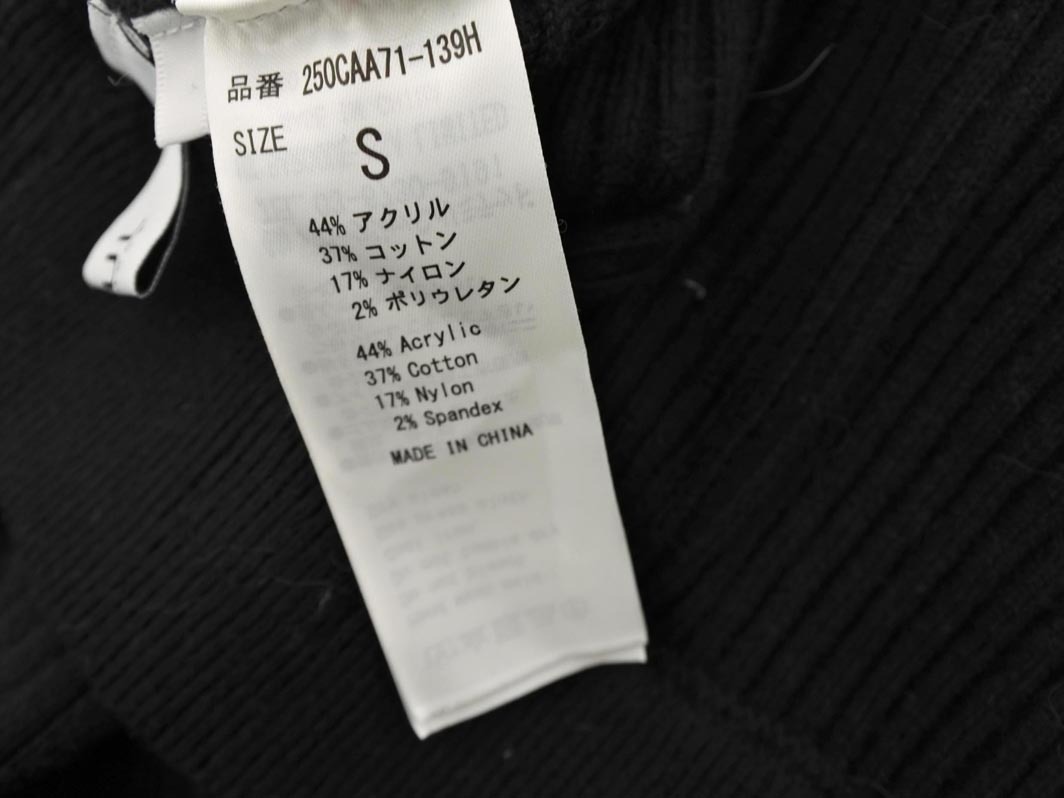 品番 250CAA71-139H
SIZE S
44% アクリル
37% コットン
17% ナイロン
2% ポリウレタン
44% Acrylic
37% Cotton
17% Nylon
2% Spandex
MADE IN CHINA